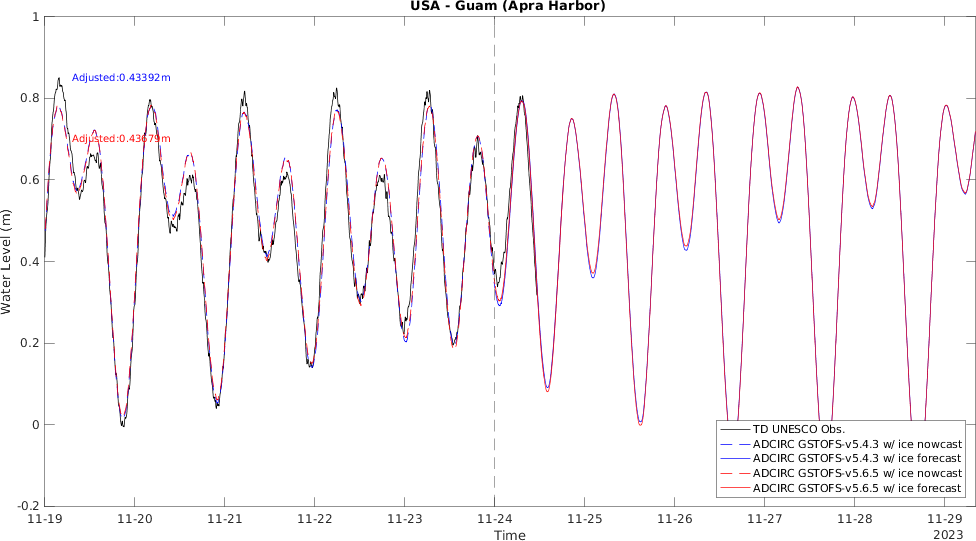 USA - Guam (Apra Harbor)
1
0.8
0.6
0.4
0.2
0
-0.2
Water Level (m)
Adjusted:0.43392m
Adjusted:0.43679m
TD UNESCO Obs.
ADCIRC GSTOFS-v5.4.3 w/ ice nowcast
ADCIRC GSTOFS-v5.4.3 w/ ice forecast
ADCIRC GSTOFS-v5.6.5 w/ ice nowcast
ADCIRC GSTOFS-v5.6.5 w/ ice forecast
11-19 11-20 11-21 11-22 11-23 11-24 11-25 11-26 11-27 11-28 11-29
Time 2023